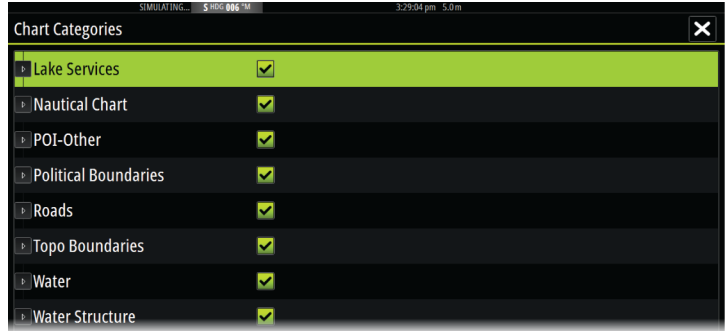 SIMULATING... S HDG 006 °M 3:29:04 pm 5.0 m
Chart Categories
Lake Services
Nautical Chart
POI-Other
Political Boundaries
Roads
Topo Boundaries
Water
Water Structure